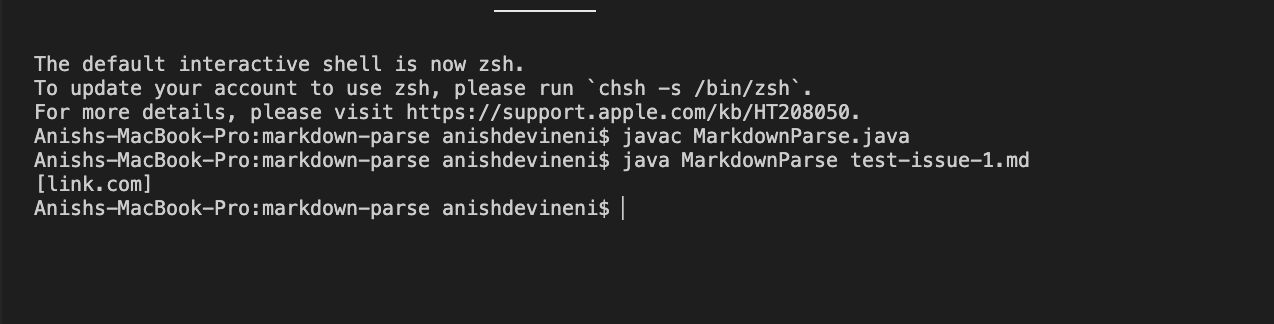 The default interactive shell is now zsh.
To update your account to use zsh, please run `chsh -s /bin/zsh`.
For more details, please visit https://support.apple.com/kb/HT208050.
Anishs-MacBook-Pro:markdown-parse anishdevineni$ javac MarkdownParse.java
Anishs-MacBook-Pro:markdown-parse anishdevineni$ java MarkdownParse test-issue-1.md
[link.com]
Anishs-MacBook-Pro:markdown-parse anishdevineni$